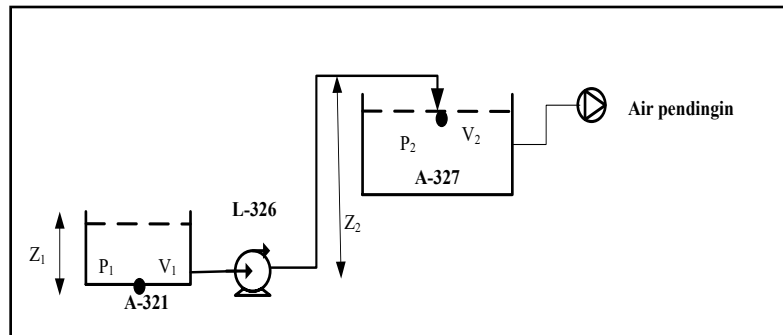 Air pendingin
P₂
V₂
A-327
L-326
Z₂
Z₁
P₁
V₁
A-321